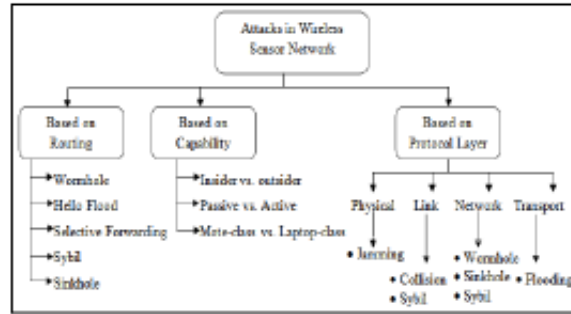 Attacks in Wireless
Sensor Network
Based on
Routing
Based on
Capability
Based on
Protocol Layer
Wormhole
Hello Flood
Selective Forwarding
Sybil
Sinkhole
Insider vs. outsider
Passive vs. Active
Mote-class vs. Laptop-class
Physical
Link
Network
Transport
• Jamming
• Collision
• Sybil
• Wormhole
• Sinkhole
• Sybil
• Flooding